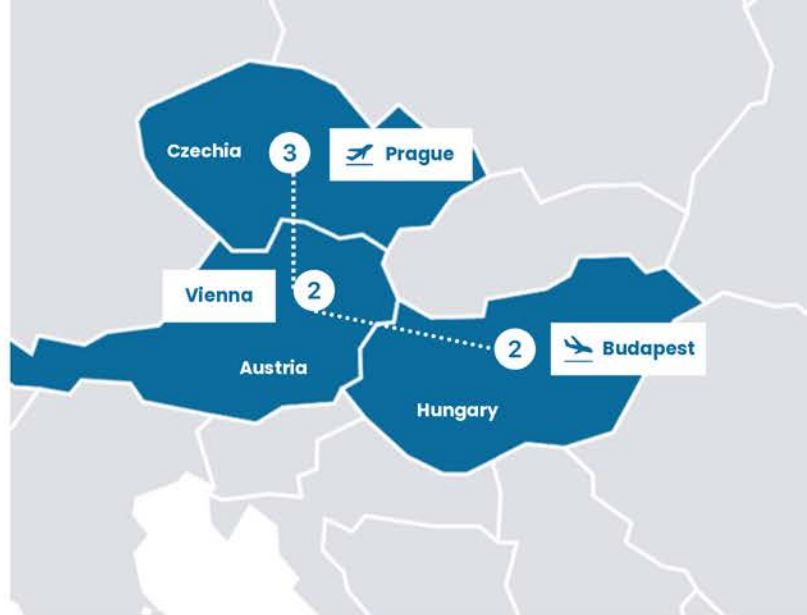 Czechia
3
Prague
Vienna
2
2
Budapest
Austria
Hungary